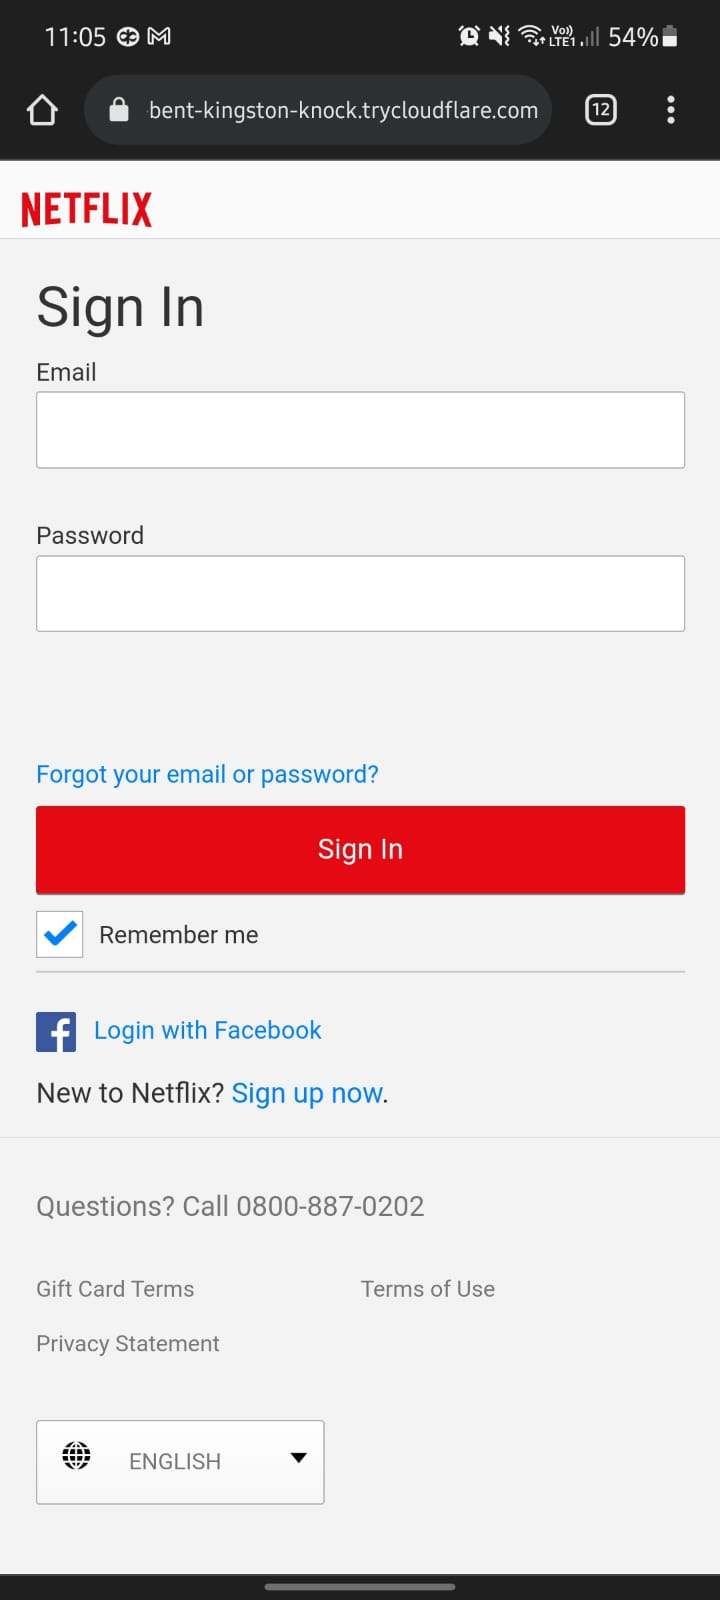 11:05 Vo)) LTE1 54%
bent-kingston-knock.trycloudflare.com 12
NETFLIX
Sign In
Email
Password
Forgot your email or password?
Sign In
Remember me
Login with Facebook
New to Netflix? Sign up now.
Questions? Call 0800-887-0202
Gift Card Terms Terms of Use
Privacy Statement
ENGLISH